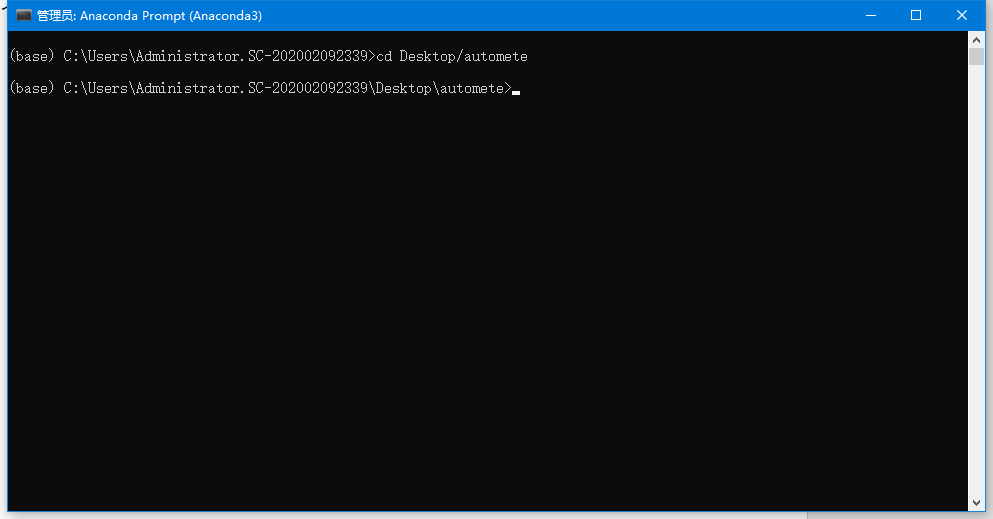 管理员: Anaconda Prompt (Anaconda3)
(base) C:\Users\Administrator.SC-202002092339>cd Desktop/automete
(base) C:\Users\Administrator.SC-202002092339\Desktop\automete>